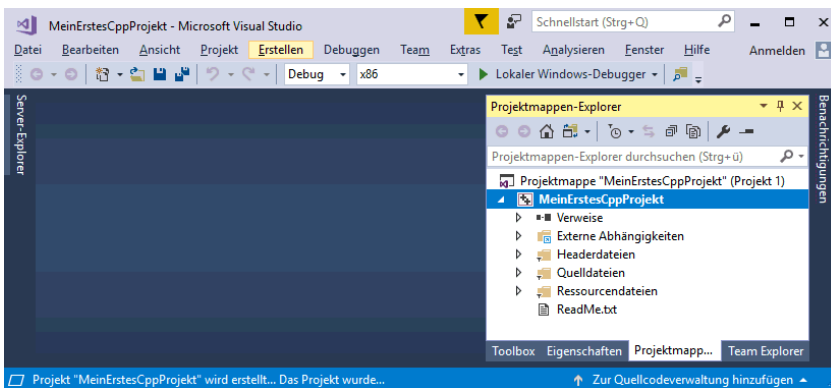 MeinErstesCppProjekt - Microsoft Visual Studio
Schnellstart (Strg+Q)
Datei Bearbeiten Ansicht Projekt Erstellen Debuggen Team Extras Test Analysieren Fenster Hilfe Anmelden
Debug x86 Lokaler Windows-Debugger
Server-Explorer
Projektmappen-Explorer
Projektmappen-Explorer durchsuchen (Strg+ü)
Projektmappe "MeinErstesCppProjekt" (Projekt 1)
MeinErstesCppProjekt
Verweise
Externe Abhängigkeiten
Headerdateien
Quelldateien
Ressourcendateien
ReadMe.txt
Toolbox Eigenschaften Projektmapp... Team Explorer
Benachrichtigungen
Projekt "MeinErstesCppProjekt" wird erstellt... Das Projekt wurde... Zur Quellcodeverwaltung hinzufügen